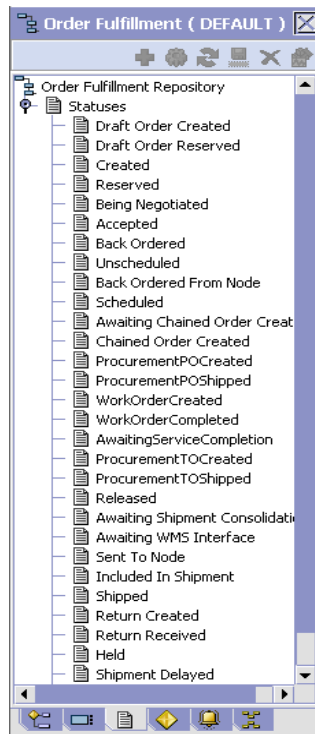 Order Fulfillment ( DEFAULT )
Order Fulfillment Repository
Statuses
Draft Order Created
Draft Order Reserved
Created
Reserved
Being Negotiated
Accepted
Back Ordered
Unscheduled
Back Ordered From Node
Scheduled
Awaiting Chained Order Creat
Chained Order Created
ProcurementPOCreated
ProcurementPOShipped
WorkOrderCreated
WorkOrderCompleted
AwaitingServiceCompletion
ProcurementTOCreated
ProcurementTOShipped
Released
Awaiting Shipment Consolidati
Awaiting WMS Interface
Sent To Node
Included In Shipment
Shipped
Return Created
Return Received
Held
Shipment Delayed